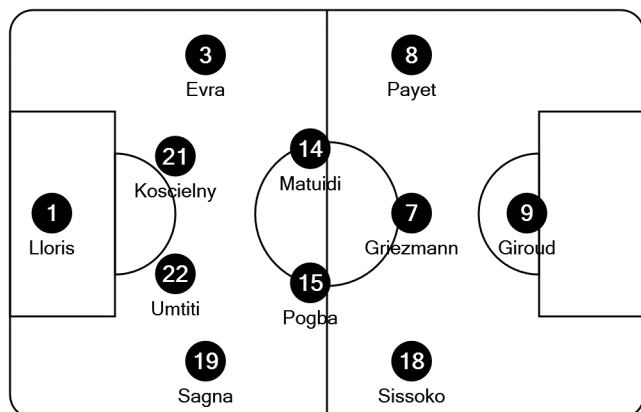 3
Evra
8
Payet
21
Koscielny
14
Matuidi
1
Lloris
7
Griezmann
9
Giroud
22
Umtiti
15
Pogba
19
Sagna
18
Sissoko